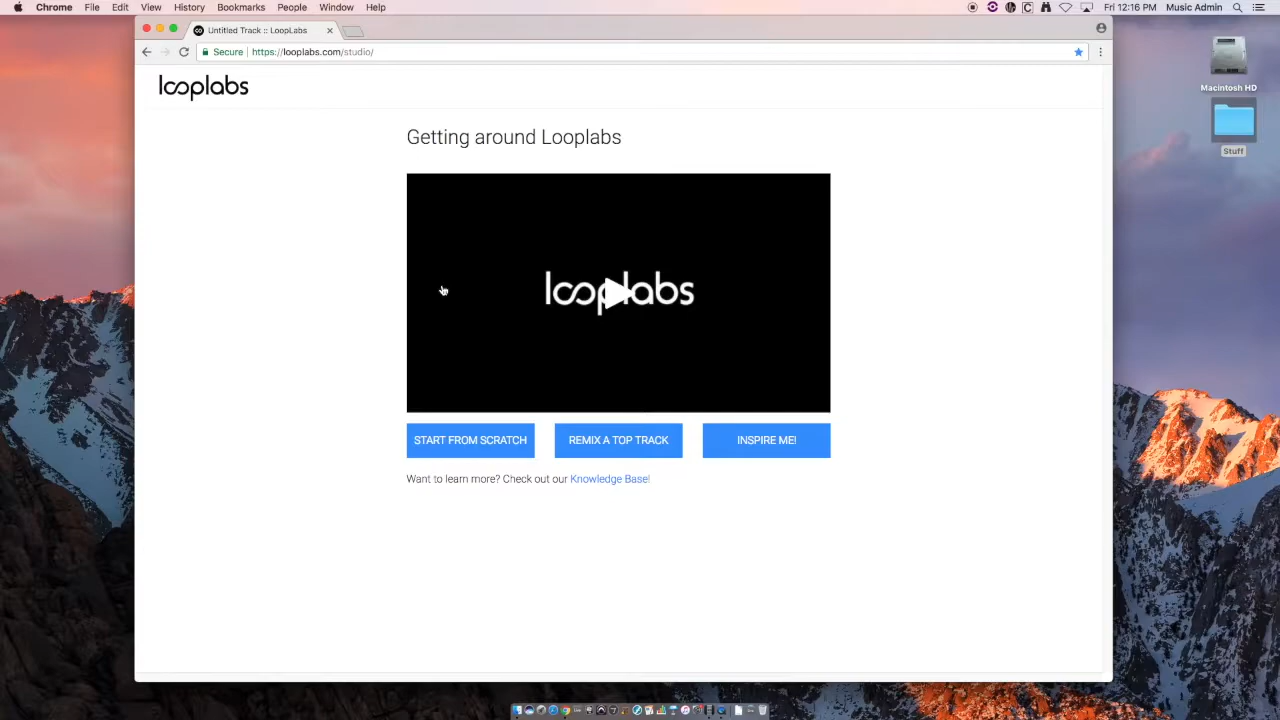 Chrome File Edit View History Bookmarks People Window Help Fri 12:16 PM Music Admin
Untitled Track :: LoopLabs
Secure https://looplabs.com/studio/
Macintosh HD
Stuff
looplabs
Getting around Looplabs
looplabs
START FROM SCRATCH REMIX A TOP TRACK INSPIRE ME!
Want to learn more? Check out our Knowledge Base!